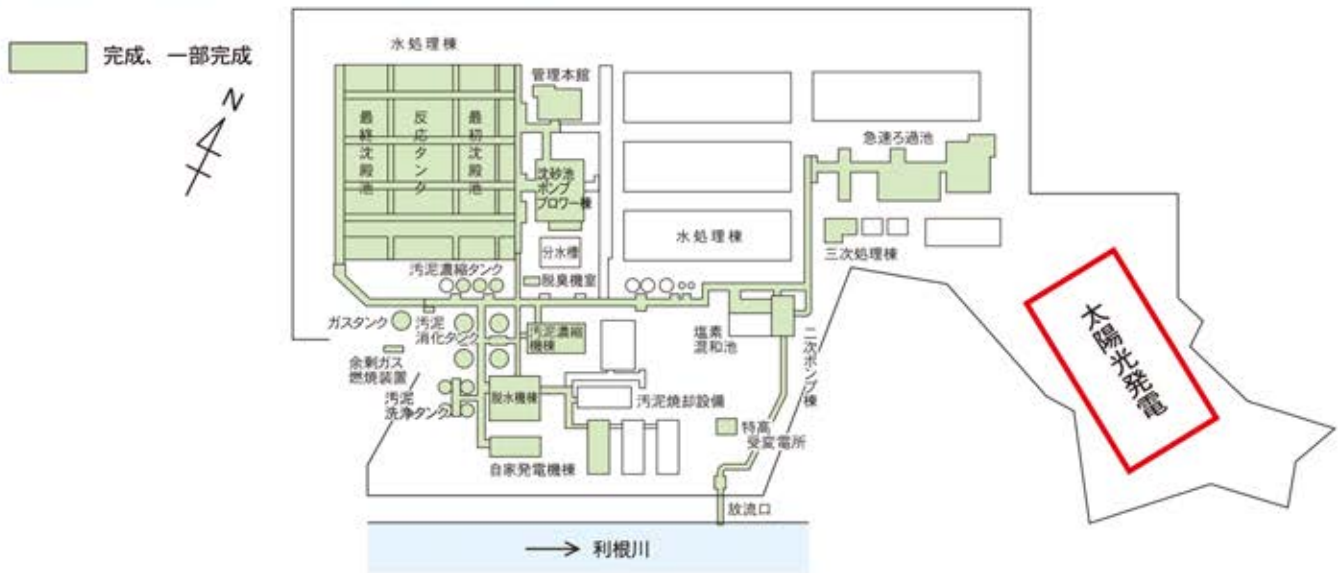 完成、一部完成
N
水処理棟
管理本館
最終沈殿池
反応タンク
最初沈殿池
沈砂池
ポンプ
ブロワー棟
急速ろ過池
水処理棟
三次処理棟
分水槽
汚泥濃縮タンク
脱臭機室
ガスタンク
汚泥
消化タンク
汚泥濃縮
機棟
塩素
混和池
二次ポンプ棟
太陽光発電
余剰ガス
燃焼装置
汚泥
洗浄タンク
脱水機棟
汚泥焼却設備
特高
受変電所
自家発電機棟
放流口
利根川